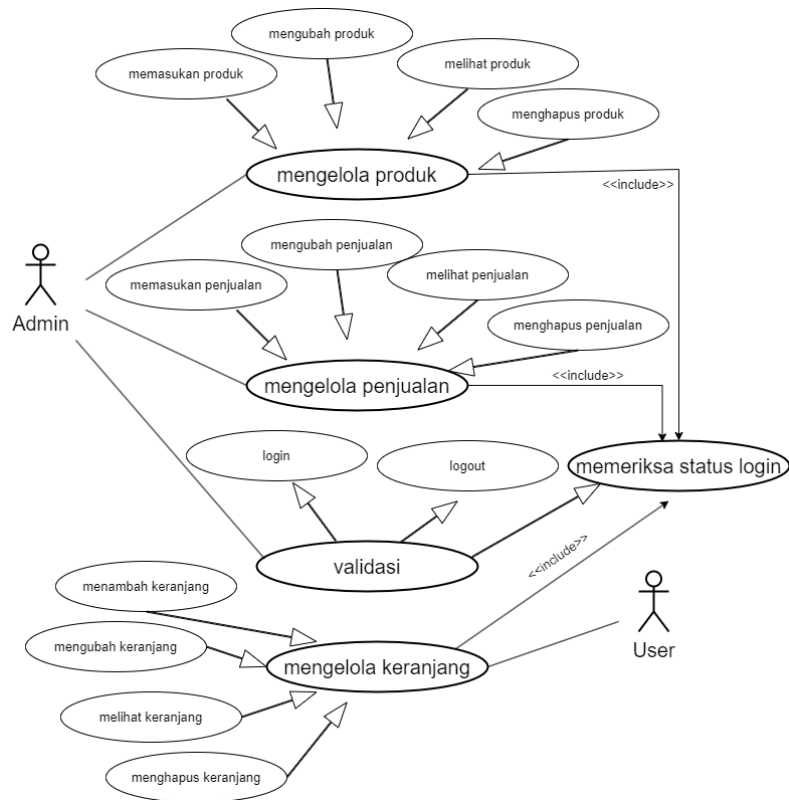 mengubah produk
memasukan produk
melihat produk
menghapus produk
mengelola produk
<<include>>
mengubah penjualan
memasukan penjualan
melihat penjualan
menghapus penjualan
Admin
mengelola penjualan
<<include>>
login
logout
memeriksa status login
validasi
<<include>>
menambah keranjang
mengubah keranjang
mengelola keranjang
User
melihat keranjang
menghapus keranjang